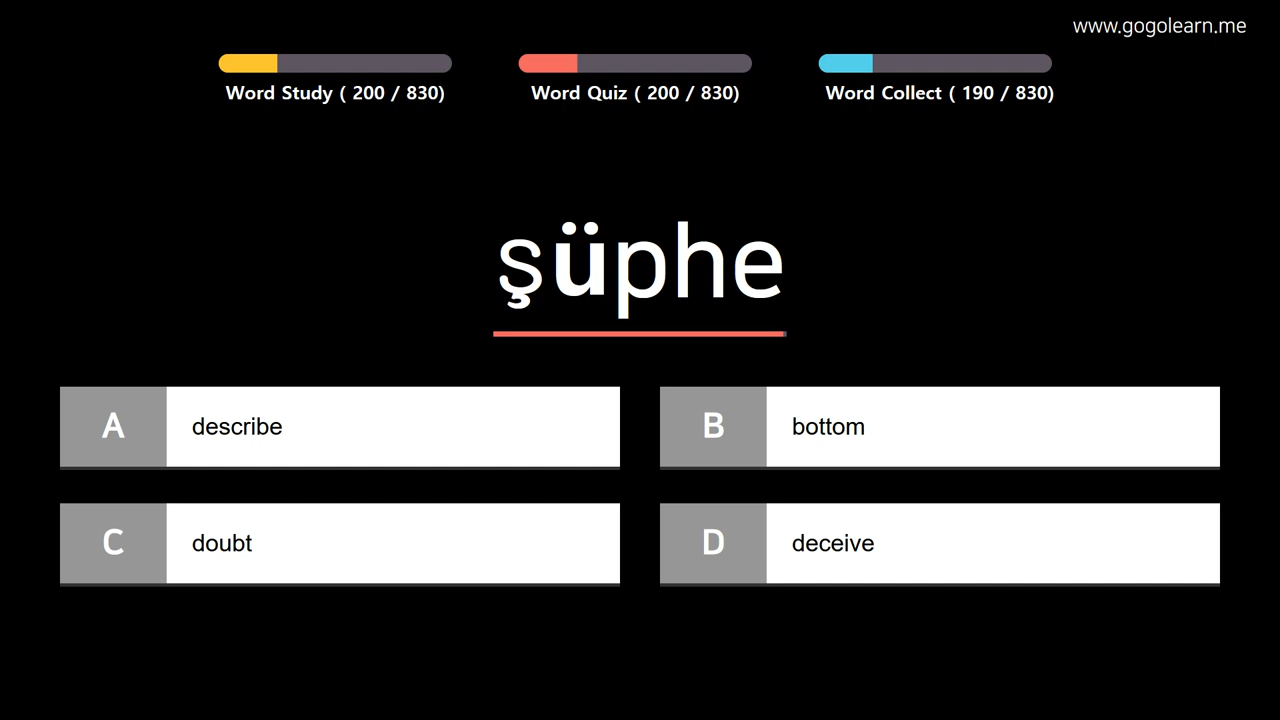 www.gogolearn.me
Word Study ( 200 / 830)
Word Quiz ( 200 / 830)
Word Collect ( 190 / 830)
şüphe
A describe
B bottom
C doubt
D deceive